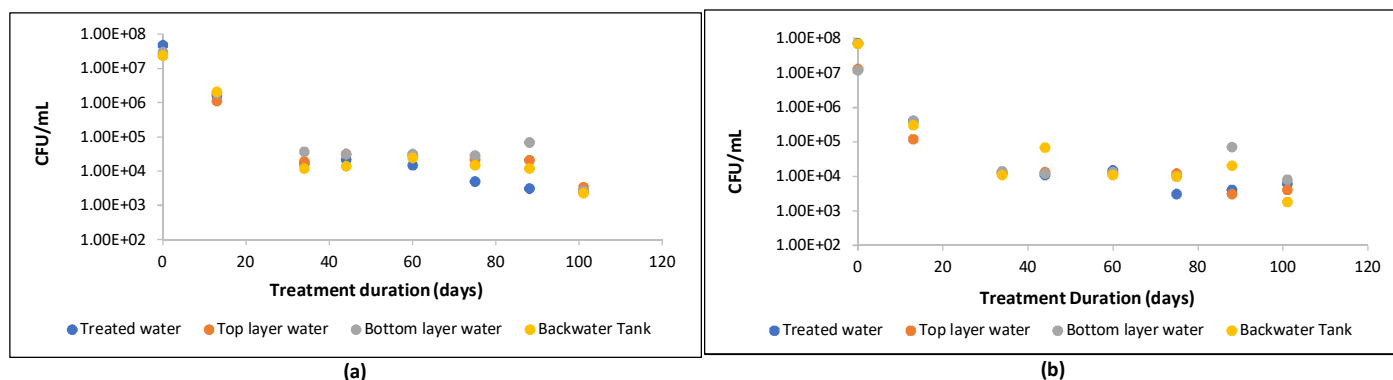 1.00E+08
1.00E+07
1.00E+06
1.00E+05
1.00E+04
1.00E+03
1.00E+02
CFU/mL
0 20 40 60 80 100 120
Treatment duration (days)
Treated water Top layer water Bottom layer water Backwater Tank
(a)
1.00E+08
1.00E+07
1.00E+06
1.00E+05
1.00E+04
1.00E+03
1.00E+02
CFU/mL
0 20 40 60 80 100 120
Treatment Duration (days)
Treated water Top layer water Bottom layer water Backwater Tank
(b)